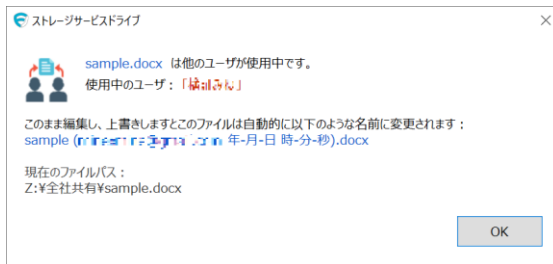 ストレージサービスドライブ
sample.docx は他のユーザが使用中です。
使用中のユーザ：「」
このまま編集し、上書きしますとこのファイルは自動的に以下のような名前に変更されます：
sample ( 年-月-日 時-分-秒).docx
現在のファイルパス：
Z:¥全社共有¥sample.docx
OK